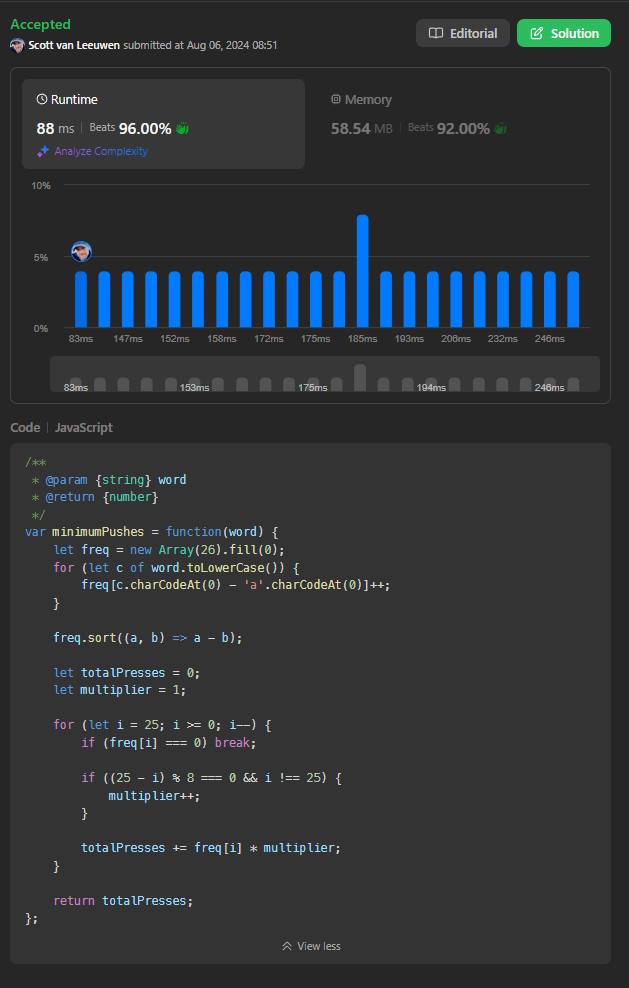 Accepted
Scott van Leeuwen submitted at Aug 06, 2024 08:51
Editorial
Solution
Runtime
Memory
88 ms | Beats 96.00%
58.54 MB | Beats 92.00%
Analyze Complexity
10%
5%
0%
83ms 147ms 152ms 158ms 172ms 175ms 185ms 193ms 206ms 232ms 246ms
83ms 153ms 175ms 194ms 246ms
Code | JavaScript
/**
 * @param {string} word
 * @return {number}
 */
var minimumPushes = function(word) {
    let freq = new Array(26).fill(0);
    for (let c of word.toLowerCase()) {
        freq[c.charCodeAt(0) - 'a'.charCodeAt(0)]++;
    }

    freq.sort((a, b) => a - b);

    let totalPresses = 0;
    let multiplier = 1;

    for (let i = 25; i >= 0; i--) {
        if (freq[i] === 0) break;

        if ((25 - i) % 8 === 0 && i !== 25) {
            multiplier++;
        }

        totalPresses += freq[i] * multiplier;
    }

    return totalPresses;
};
View less